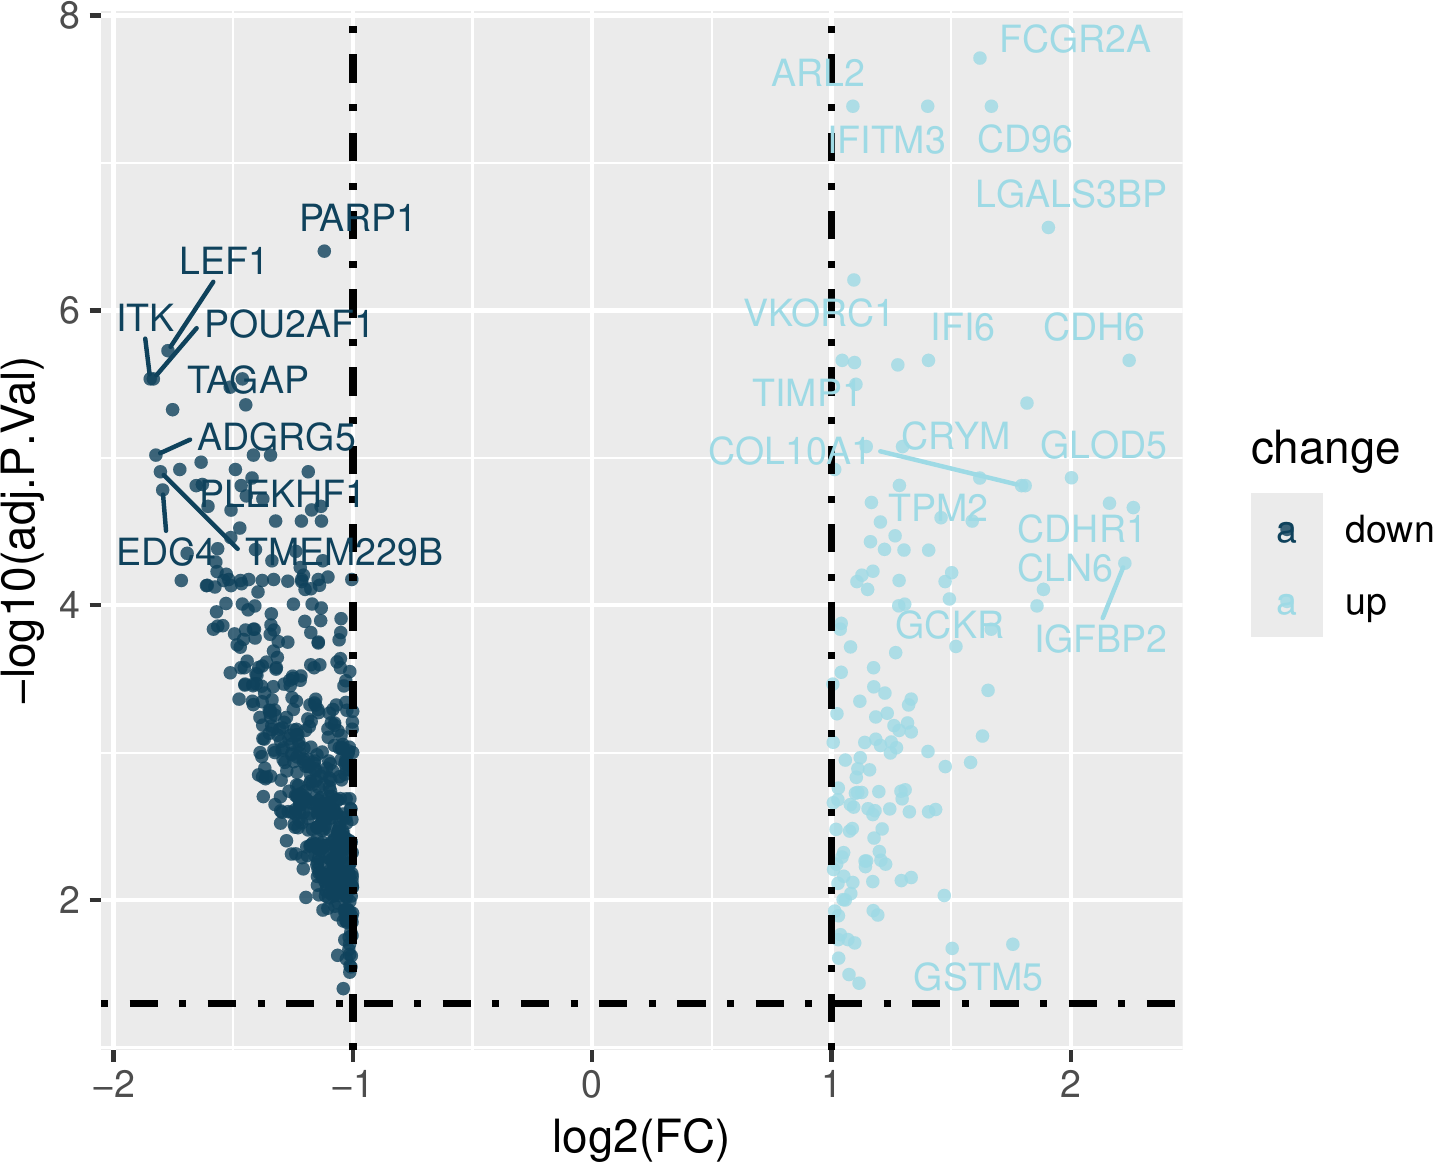 8
FCGR2A
ARL2
IFITM3
CD96
LGALS3BP
PARP1
LEF1
6
ITK
POU2AF1
VKORC1
IFI6
CDH6
TAGAP
TIMP1
ADGRG5
COL10A1
CRYM
GLOD5
PLEKHF1
TPM2
CDHR1
EDC4
TMEM229B
CLN6
4
GCKR
IGFBP2
2
GSTM5
−2
−1
0
1
2
log2(FC)
−log10(adj.P.Val)
change
a down
a up